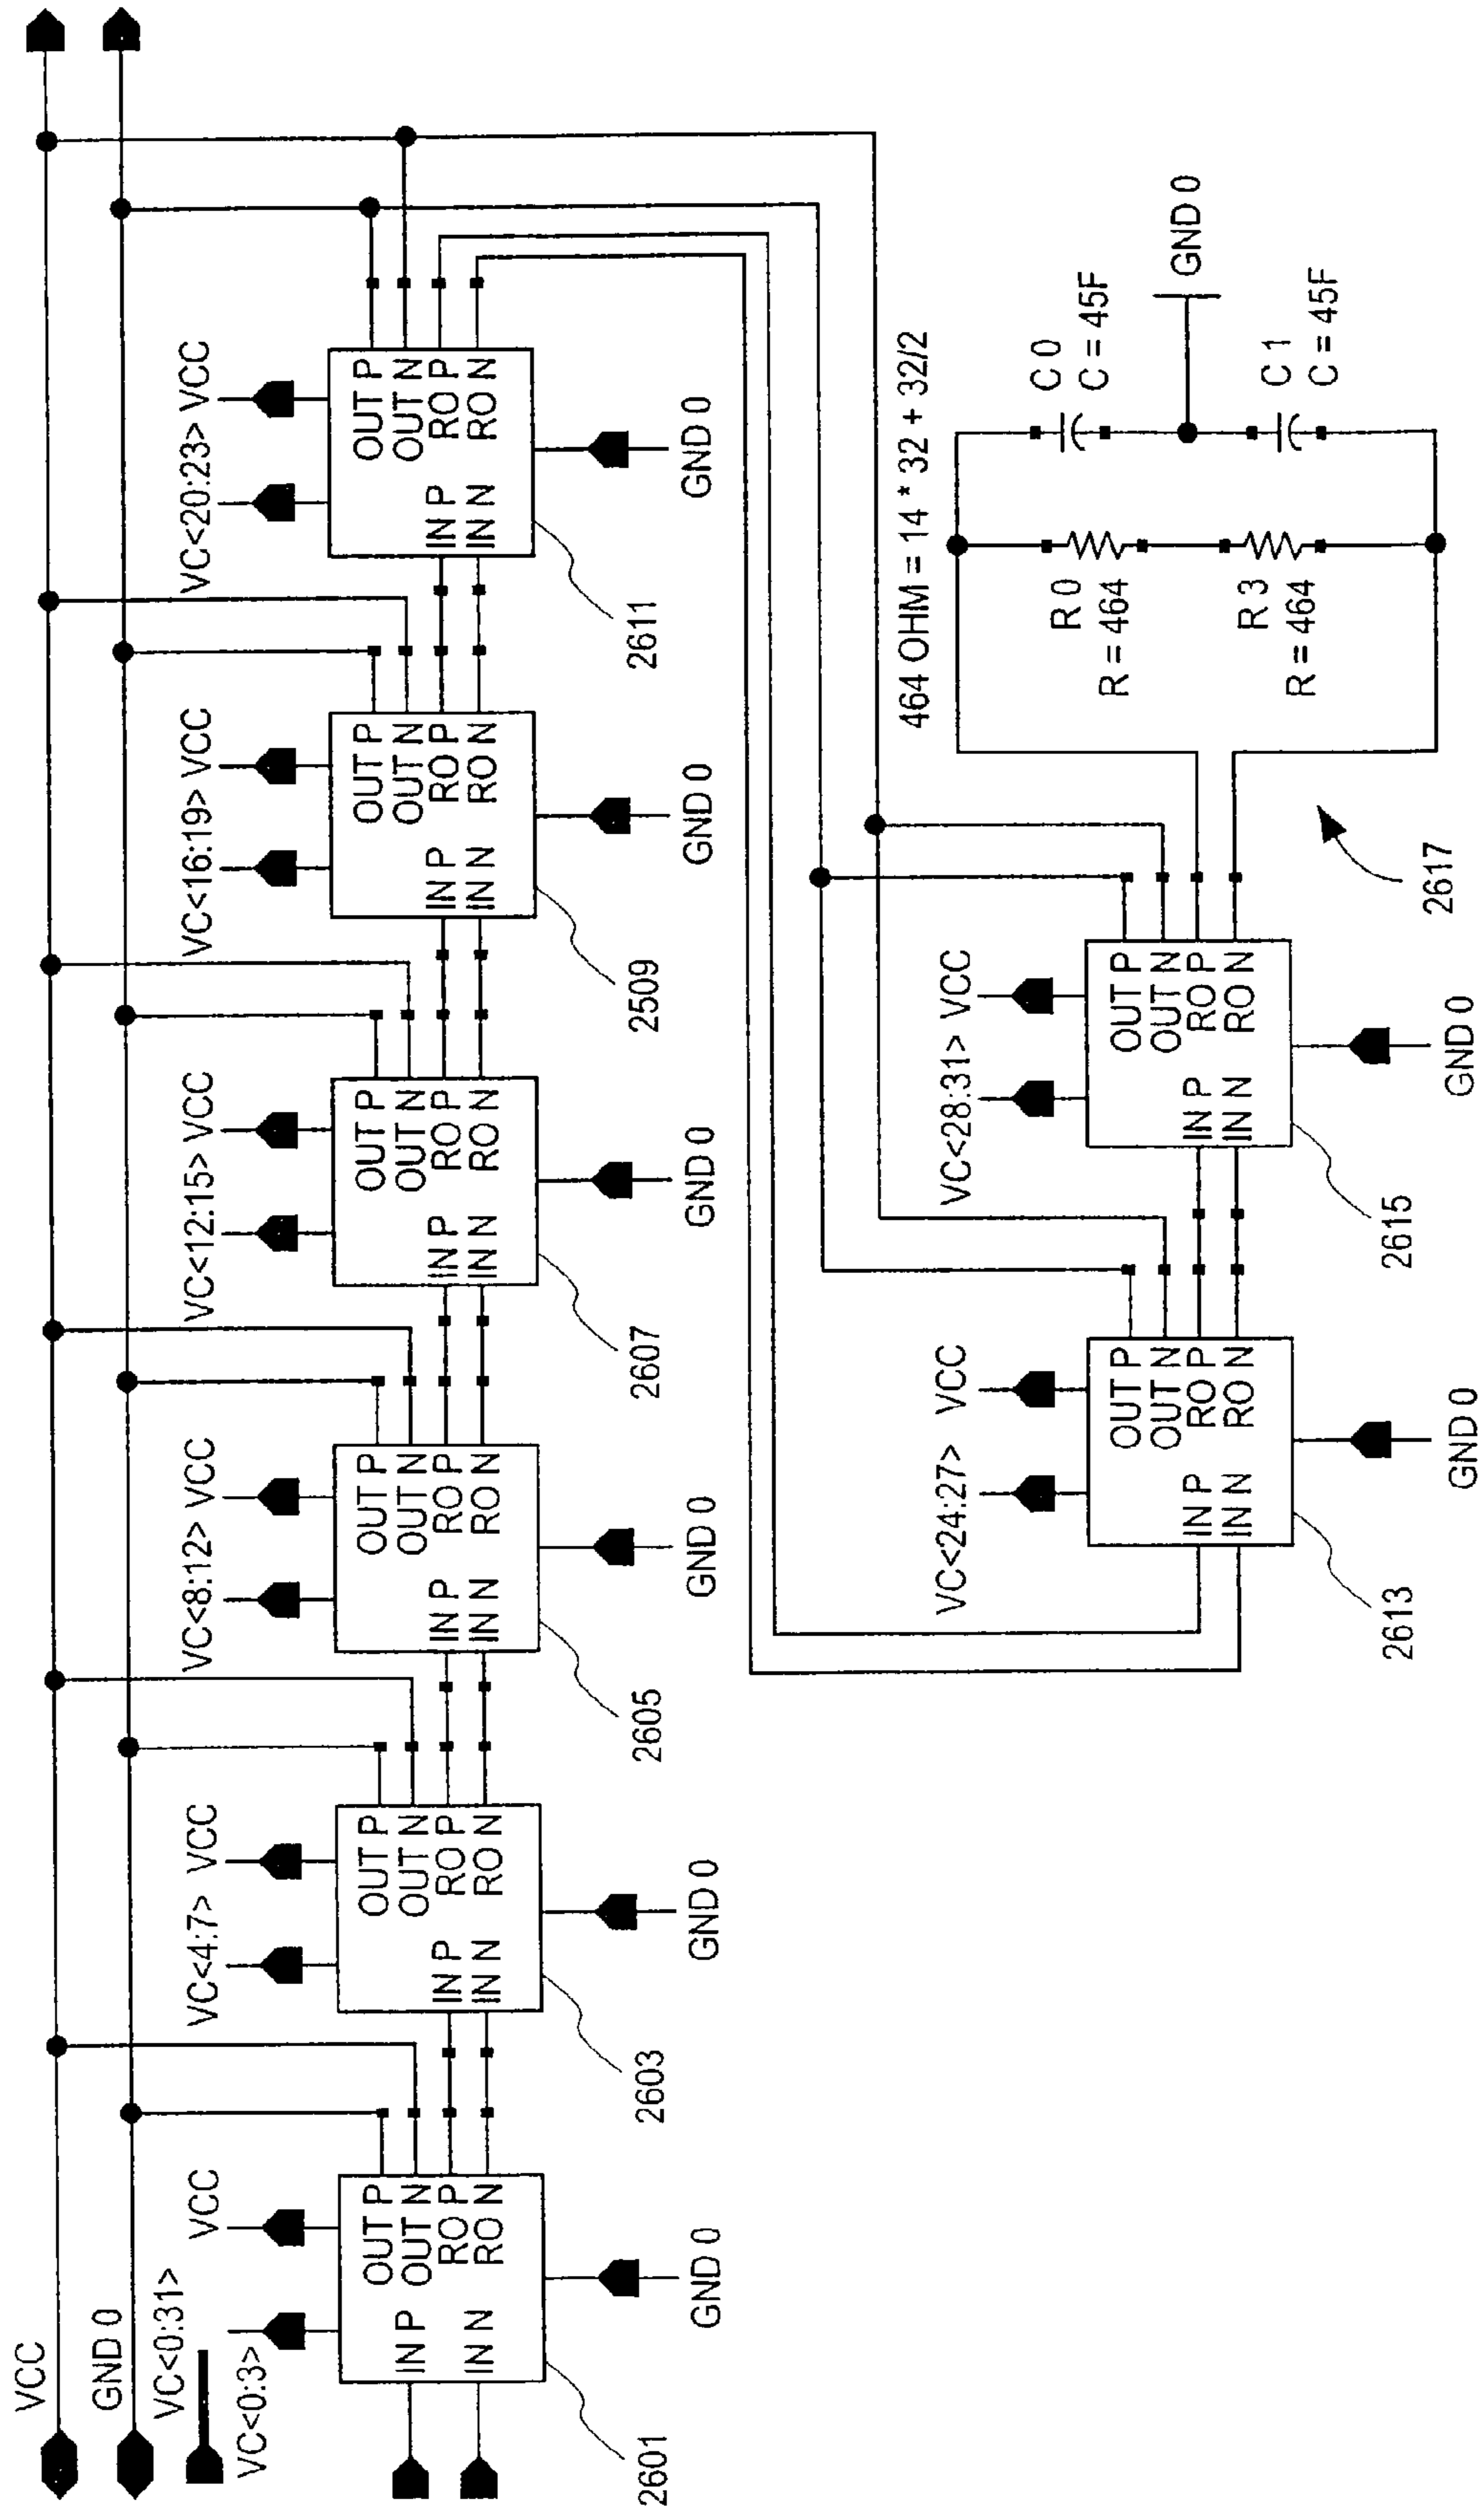 VCC
GND 0
VC<0:31>
VC<0:3> VCC
IN P
IN N
OUT P
OUT N
RO P
RO N
GND 0
2601
VC<4:7> VCC
IN P
IN N
OUT P
OUT N
RO P
RO N
GND 0
2603
VC<8:12> VCC
IN P
IN N
OUT P
OUT N
RO P
RO N
GND 0
2605
VC<12:15> VCC
IN P
IN N
OUT P
OUT N
RO P
RO N
GND 0
2607
VC<16:19> VCC
IN P
IN N
OUT P
OUT N
RO P
RO N
GND 0
2509
VC<20:23> VCC
IN P
IN N
OUT P
OUT N
RO P
RO N
GND 0
2611
VC<24:27> VCC
IN P
IN N
OUT P
OUT N
RO P
RO N
GND 0
2613
VC<28:31> VCC
IN P
IN N
OUT P
OUT N
RO P
RO N
GND 0
2615
464 OHM = 14 * 32 + 32/2
R 0
R = 464
R 3
R = 464
C 0
C = 45F
C 1
C = 45F
GND 0
2617